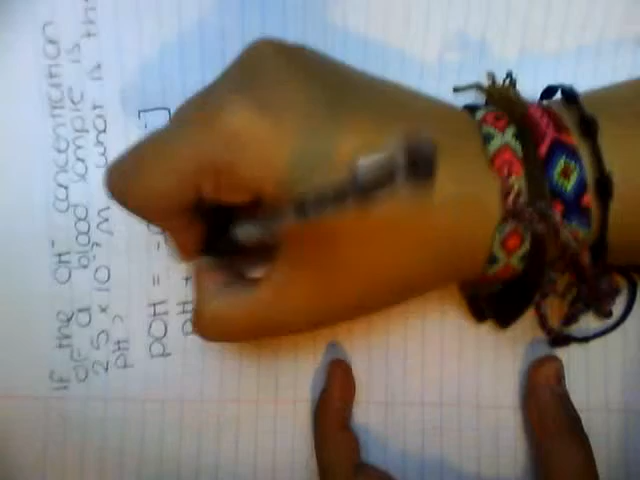 If the OH⁻ concentration
of a blood sample is
2.5 x 10⁻⁷ M what is the
pH?
pOH = -
pH +